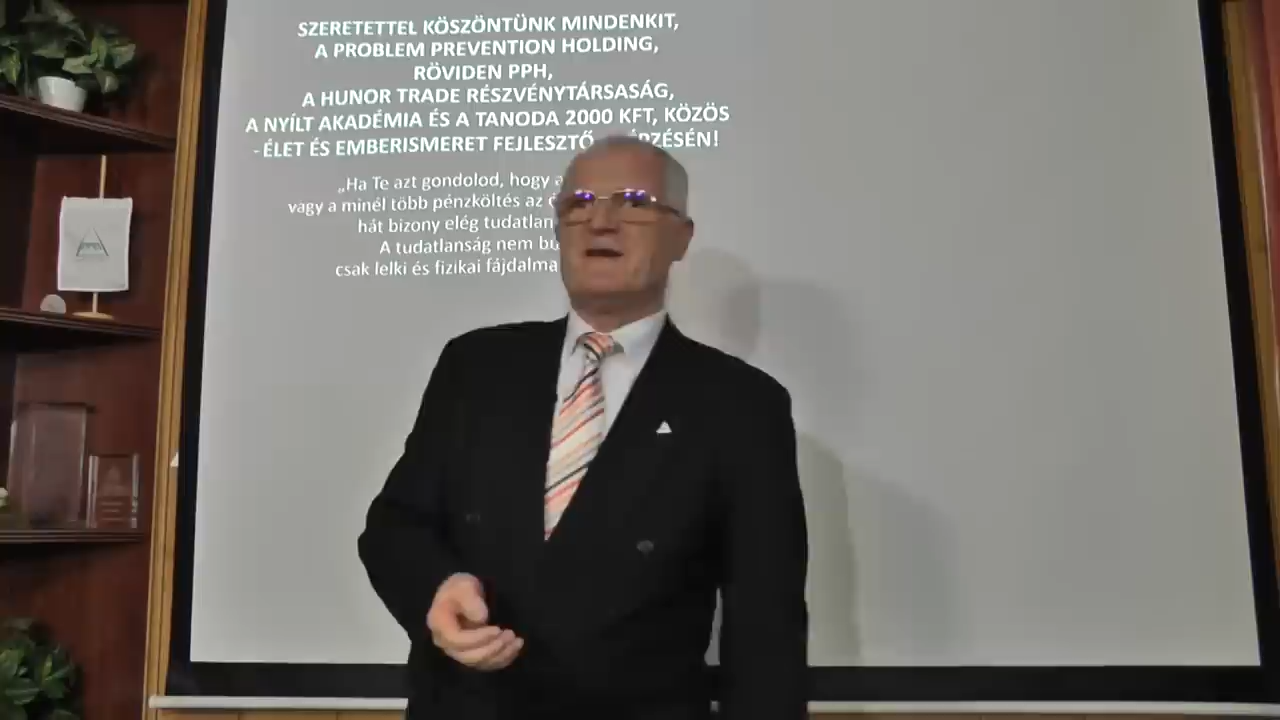 SZERETETTEL KÖSZÖNTÜNK MINDENKIT,
A PROBLEM PREVENTION HOLDING,
RÖVIDEN PPH,
A HUNOR TRADE RÉSZVÉNYTÁRSASÁG,
A NYÍLT AKADÉMIA ÉS A TANODA 2000 KFT, KÖZÖS
- ÉLET ÉS EMBERISMERET FEJLESZTŐ
„Ha Te azt gondolod, hogy
vagy a minél több pénzköltés az
hát bizony elég
A tudatlanság nem
csak lelki és fizikai